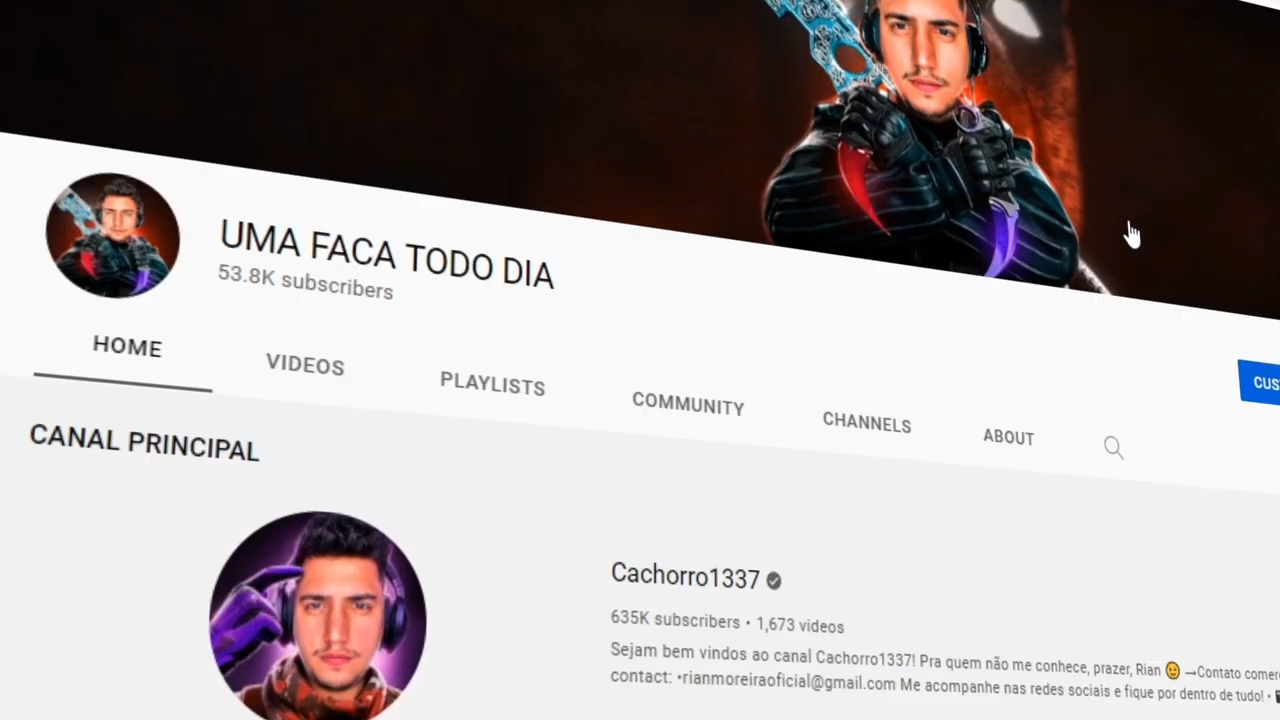 UMA FACA TODO DIA
53.8K subscribers
HOME VIDEOS PLAYLISTS COMMUNITY CHANNELS ABOUT
CUS
CANAL PRINCIPAL
Cachorro1337
635K subscribers • 1,673 videos
Sejam bem vindos ao canal Cachorro1337! Pra quem não me conhece, prazer, Rian 😉 →Contato comer
contact: •rianmoreiraoficial@gmail.com Me acompanhe nas redes sociais e fique por dentro de tudo! •